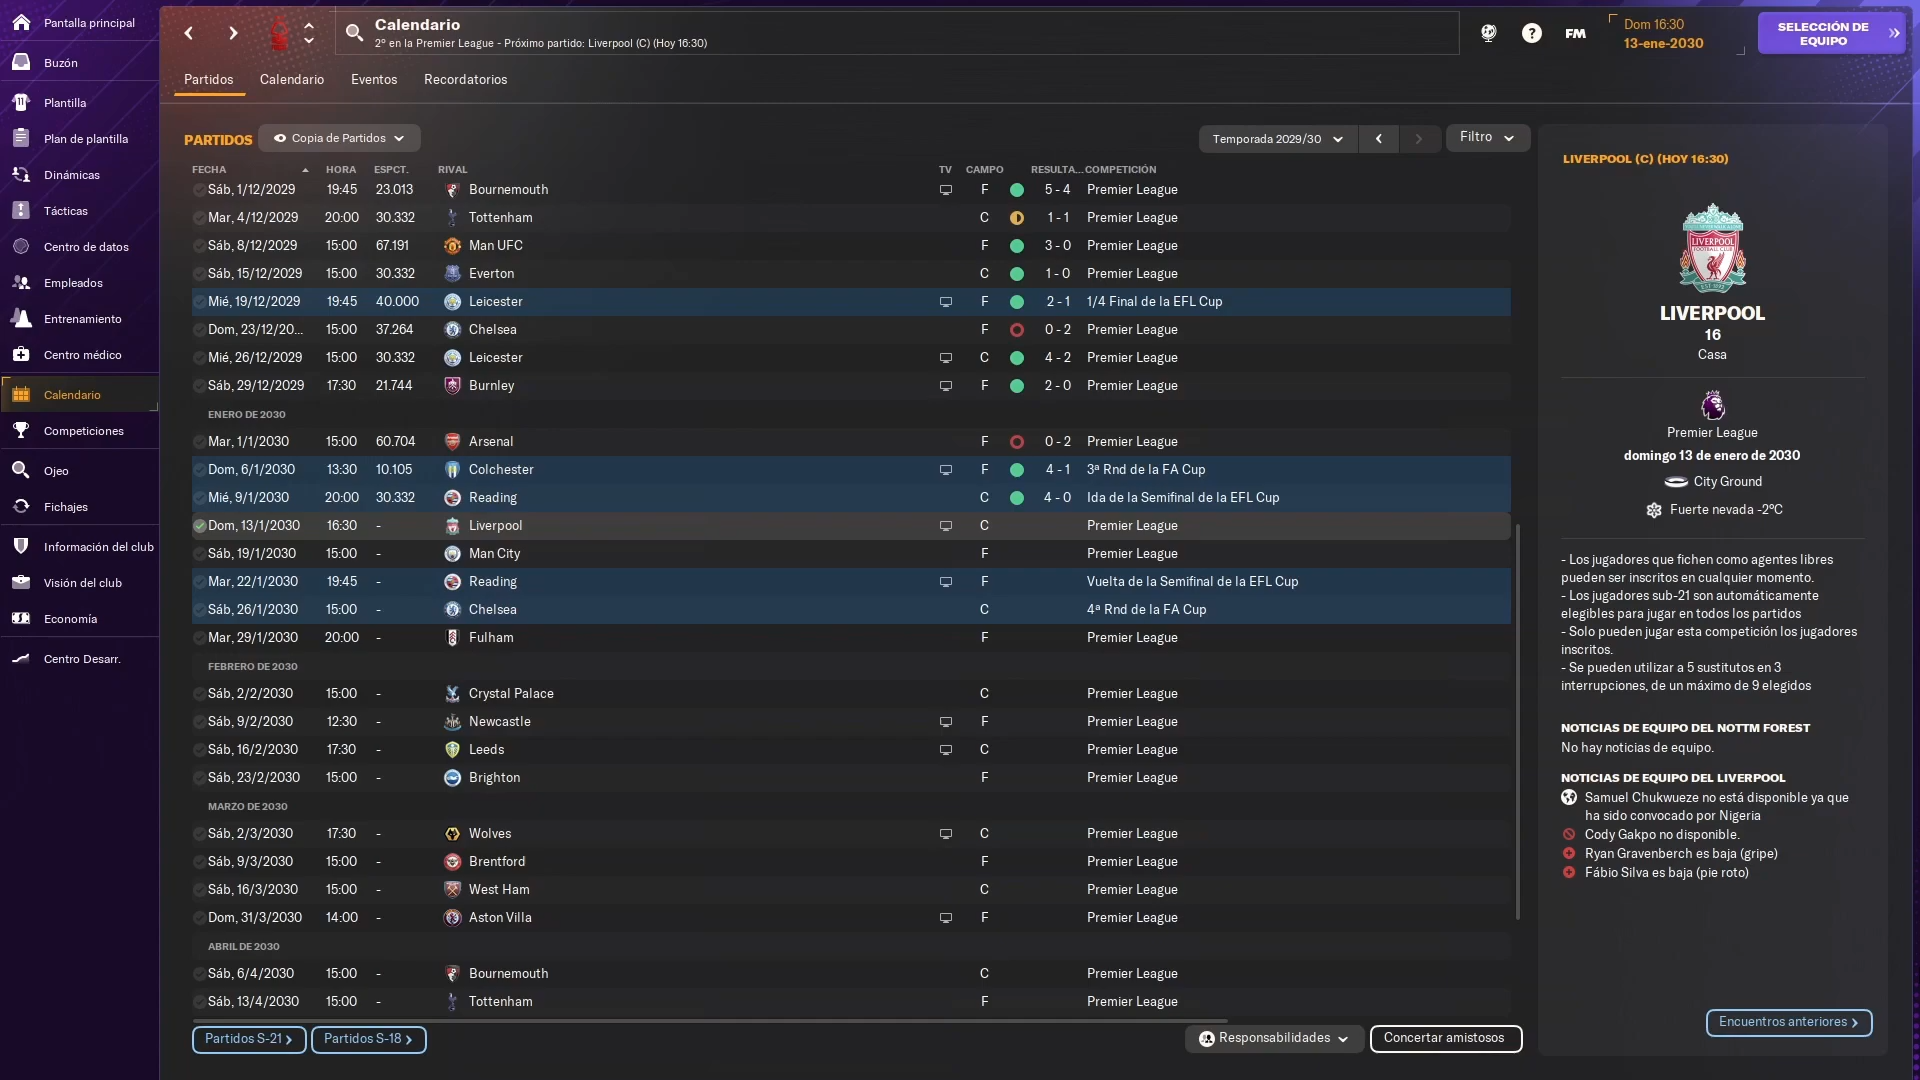 Pantalla principal
Buzón
Plantilla
Plan de plantilla
Dinámicas
Tácticas
Centro de datos
Empleados
Entrenamiento
Centro médico
Calendario
Competiciones
Ojeo
Fichajes
Información del club
Visión del club
Economía
Centro Desarr.
Calendario
2º en la Premier League - Próximo partido: Liverpool (C) (Hoy 16:30)
? FM
Dom 16:30
13-ene-2030
SELECCIÓN DE EQUIPO
Partidos Calendario Eventos Recordatorios
PARTIDOS Copia de Partidos
Temporada 2029/30 Filtro
FECHA HORA ESPCT. RIVAL TV CAMPO RESULTA... COMPETICIÓN
Sáb, 1/12/2029 19:45 23.013 Bournemouth F 5 - 4 Premier League
Mar, 4/12/2029 20:00 30.332 Tottenham C 1 - 1 Premier League
Sáb, 8/12/2029 15:00 67.191 Man UFC F 3 - 0 Premier League
Sáb, 15/12/2029 15:00 30.332 Everton C 1 - 0 Premier League
Mié, 19/12/2029 19:45 40.000 Leicester F 2 - 1 1/4 Final de la EFL Cup
Dom, 23/12/20... 15:00 37.264 Chelsea F 0 - 2 Premier League
Mié, 26/12/2029 15:00 30.332 Leicester C 4 - 2 Premier League
Sáb, 29/12/2029 17:30 21.744 Burnley F 2 - 0 Premier League
ENERO DE 2030
Mar, 1/1/2030 15:00 60.704 Arsenal F 0 - 2 Premier League
Dom, 6/1/2030 13:30 10.105 Colchester F 4 - 1 3ª Rnd de la FA Cup
Mié, 9/1/2030 20:00 30.332 Reading C 4 - 0 Ida de la Semifinal de la EFL Cup
Dom, 13/1/2030 16:30 - Liverpool C Premier League
Sáb, 19/1/2030 15:00 - Man City F Premier League
Mar, 22/1/2030 19:45 - Reading F Vuelta de la Semifinal de la EFL Cup
Sáb, 26/1/2030 15:00 - Chelsea C 4ª Rnd de la FA Cup
Mar, 29/1/2030 20:00 - Fulham F Premier League
FEBRERO DE 2030
Sáb, 2/2/2030 15:00 - Crystal Palace C Premier League
Sáb, 9/2/2030 12:30 - Newcastle F Premier League
Sáb, 16/2/2030 17:30 - Leeds C Premier League
Sáb, 23/2/2030 15:00 - Brighton F Premier League
MARZO DE 2030
Sáb, 2/3/2030 17:30 - Wolves C Premier League
Sáb, 9/3/2030 15:00 - Brentford F Premier League
Sáb, 16/3/2030 15:00 - West Ham C Premier League
Dom, 31/3/2030 14:00 - Aston Villa F Premier League
ABRIL DE 2030
Sáb, 6/4/2030 15:00 - Bournemouth C Premier League
Sáb, 13/4/2030 15:00 - Tottenham F Premier League
Partidos S-21 Partidos S-18 Responsabilidades Concertar amistosos
LIVERPOOL (C) (HOY 16:30)
LIVERPOOL
LIVERPOOL
16
Casa
Premier League
domingo 13 de enero de 2030
City Ground
Fuerte nevada -2ºC
- Los jugadores que fichen como agentes libres
pueden ser inscritos en cualquier momento.
- Los jugadores sub-21 son automáticamente
elegibles para jugar en todos los partidos
- Solo pueden jugar esta competición los jugadores
inscritos.
- Se pueden utilizar a 5 sustitutos en 3
interrupciones, de un máximo de 9 elegidos
NOTICIAS DE EQUIPO DEL NOTTM FOREST
No hay noticias de equipo.
NOTICIAS DE EQUIPO DEL LIVERPOOL
Samuel Chukwueze no está disponible ya que
ha sido convocado por Nigeria
Cody Gakpo no disponible.
Ryan Gravenberch es baja (gripe)
Fábio Silva es baja (pie roto)
Encuentros anteriores